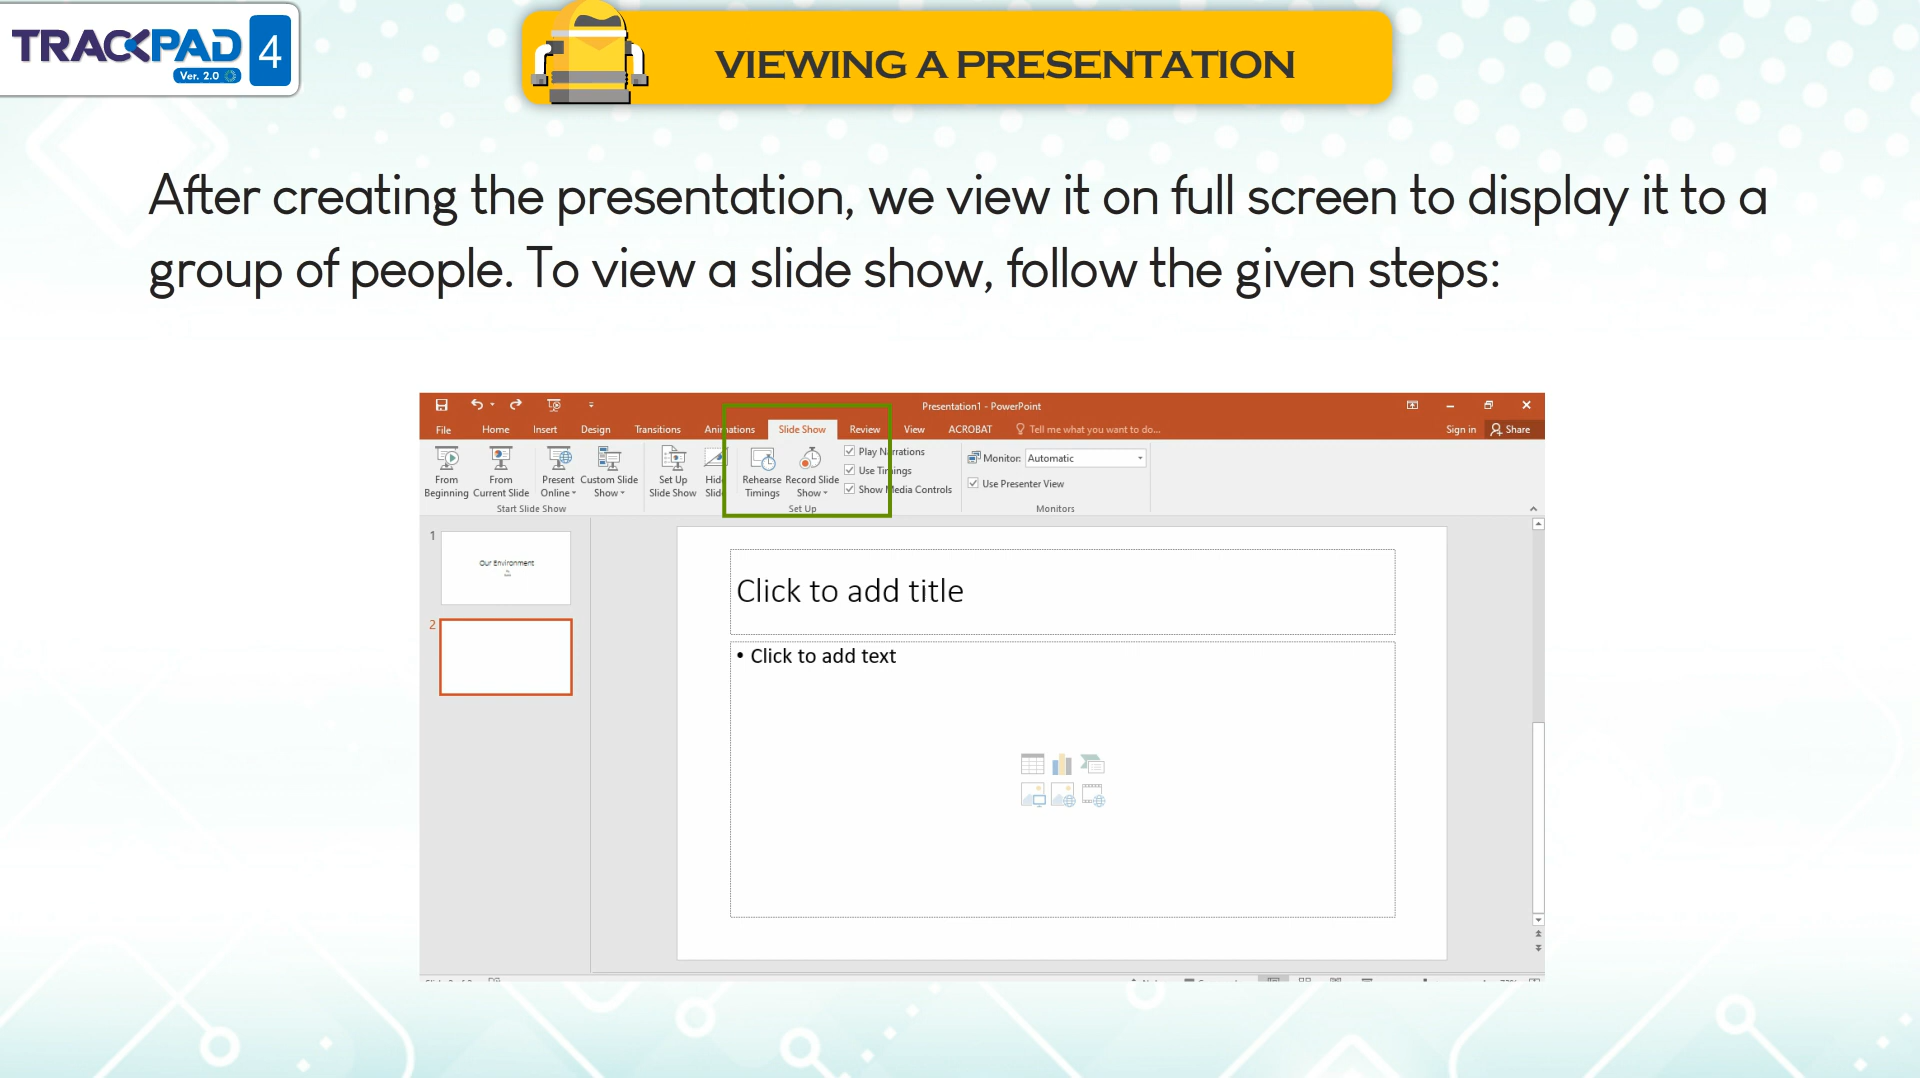 TRACKPAD 4
Ver. 2.0
VIEWING A PRESENTATION
After creating the presentation, we view it on full screen to display it to a
group of people. To view a slide show, follow the given steps:
Presentation1 - PowerPoint
File Home Insert Design Transitions Animations Slide Show Review View ACROBAT Tell me what you want to do... Sign in Share
From Beginning
From Current Slide
Present Online
Custom Slide Show
Start Slide Show
Set Up Slide Show
Rehearse Timings
Record Slide Show
Play Narrations
Use Timings
Show Media Controls
Set Up
Monitor: Automatic
Use Presenter View
Monitors
1
Our Environment
2
Click to add title
• Click to add text